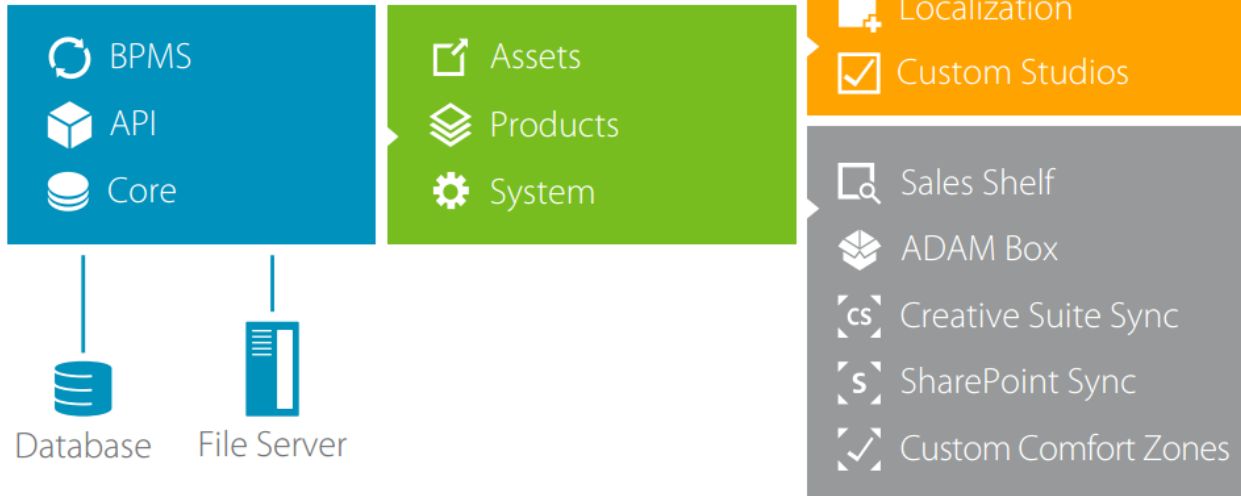 BPMS
API
Core
Assets
Products
System
Localization
Custom Studios
Sales Shelf
ADAM Box
CS Creative Suite Sync
S SharePoint Sync
Custom Comfort Zones
Database
File Server